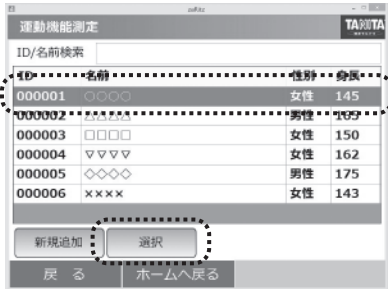 運動機能測定
TANITA
ID/名前検索
ID 名前 性別 身長
000001 ○○○○ 女性 145
000002 △△△△ 男性 165
000003 □□□□ 女性 150
000004 ▽▽▽▽ 女性 162
000005 ◇◇◇◇ 男性 175
000006 ×××× 女性 143
新規追加 選択
戻る ホームへ戻る